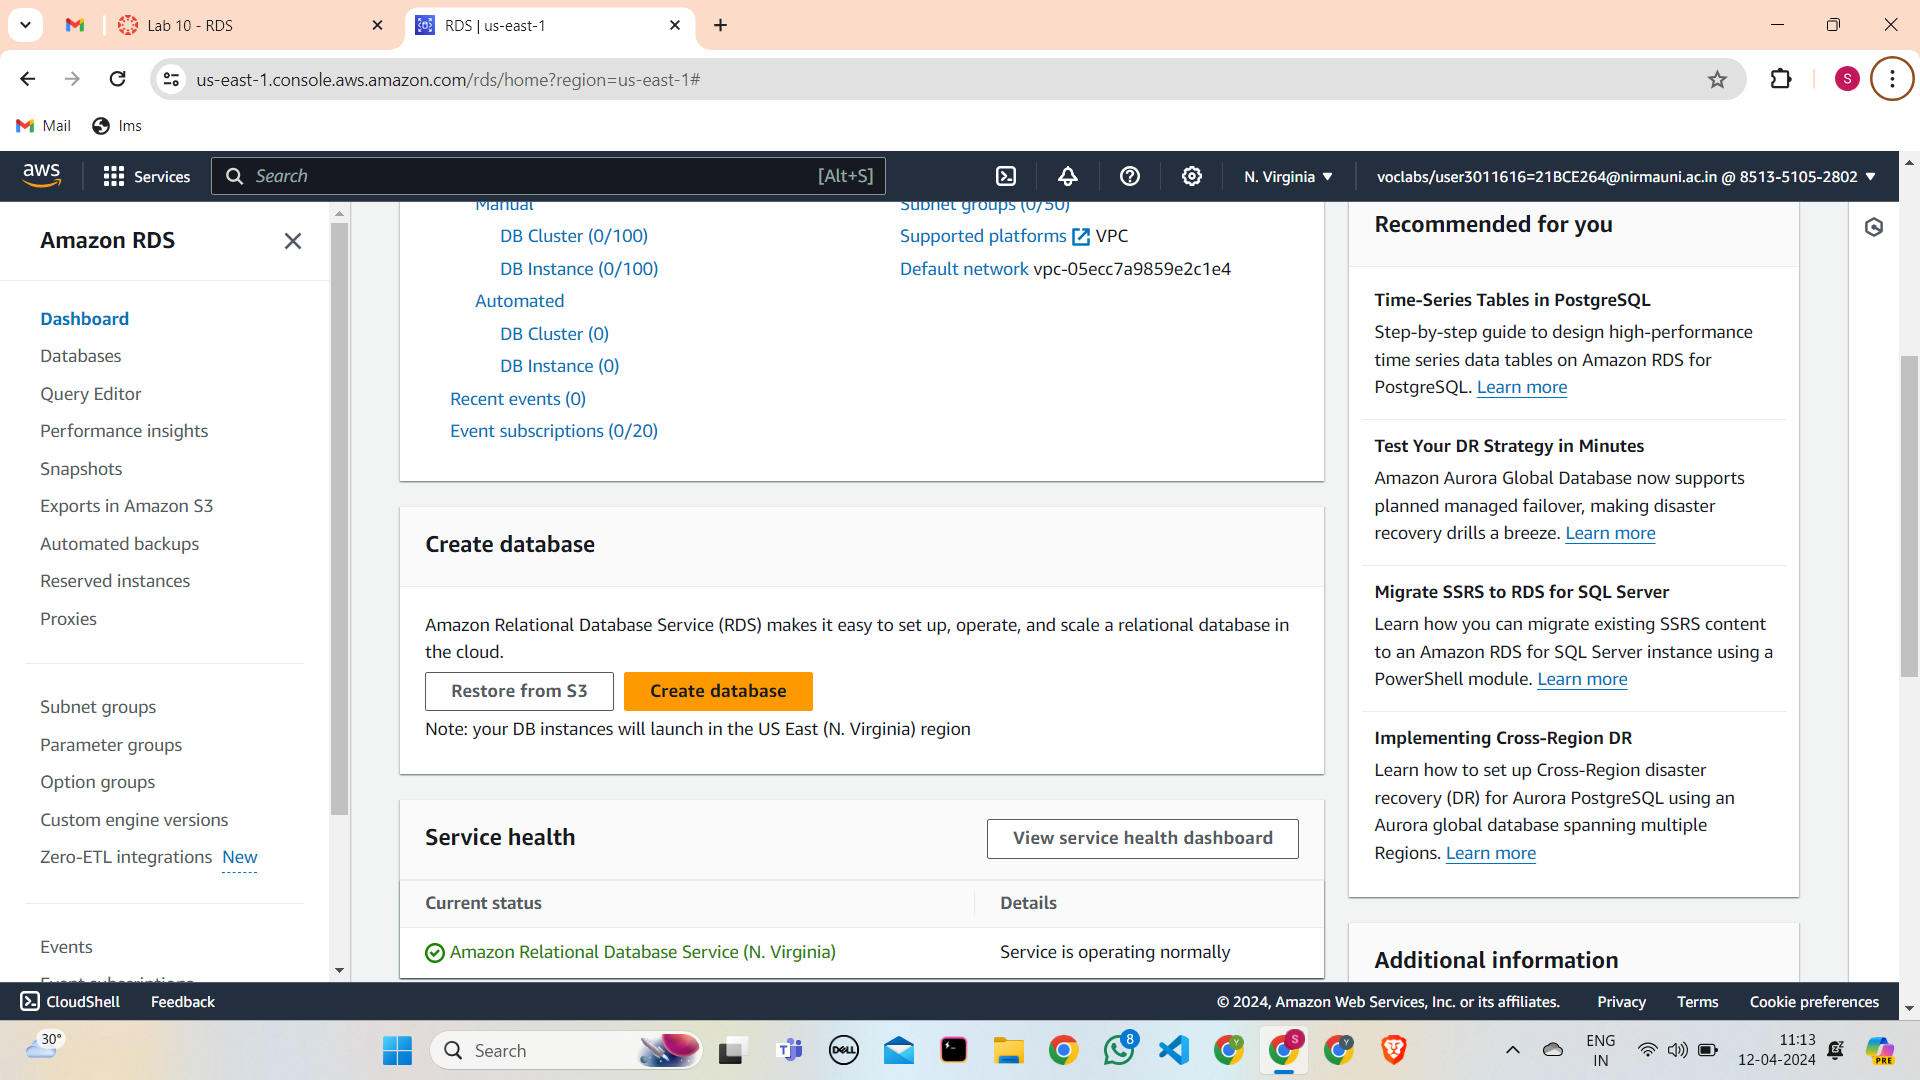 Lab 10 - RDS
RDS | us-east-1
us-east-1.console.aws.amazon.com/rds/home?region=us-east-1#
S
Mail
lms
aws
Services
Search
[Alt+S]
N. Virginia
voclabs/user3011616=21BCE264@nirmauni.ac.in @ 8513-5105-2802
Amazon RDS
Dashboard
Databases
Query Editor
Performance insights
Snapshots
Exports in Amazon S3
Automated backups
Reserved instances
Proxies
Subnet groups
Parameter groups
Option groups
Custom engine versions
Zero-ETL integrations New
Events
Event subscriptions
Manual
DB Cluster (0/100)
DB Instance (0/100)
Automated
DB Cluster (0)
DB Instance (0)
Recent events (0)
Event subscriptions (0/20)
Subnet groups (0/50)
Supported platforms VPC
Default network vpc-05ecc7a9859e2c1e4
Create database
Amazon Relational Database Service (RDS) makes it easy to set up, operate, and scale a relational database in
the cloud.
Restore from S3
Create database
Note: your DB instances will launch in the US East (N. Virginia) region
Service health
View service health dashboard
Current status
Details
Amazon Relational Database Service (N. Virginia)
Service is operating normally
Recommended for you
Time-Series Tables in PostgreSQL
Step-by-step guide to design high-performance
time series data tables on Amazon RDS for
PostgreSQL. Learn more
Test Your DR Strategy in Minutes
Amazon Aurora Global Database now supports
planned managed failover, making disaster
recovery drills a breeze. Learn more
Migrate SSRS to RDS for SQL Server
Learn how you can migrate existing SSRS content
to an Amazon RDS for SQL Server instance using a
PowerShell module. Learn more
Implementing Cross-Region DR
Learn how to set up Cross-Region disaster
recovery (DR) for Aurora PostgreSQL using an
Aurora global database spanning multiple
Regions. Learn more
Additional information
CloudShell
Feedback
© 2024, Amazon Web Services, Inc. or its affiliates.
Privacy
Terms
Cookie preferences
30°
Search
DELL
8
Y
S
Y
ENG
IN
11:13
12-04-2024
PRE